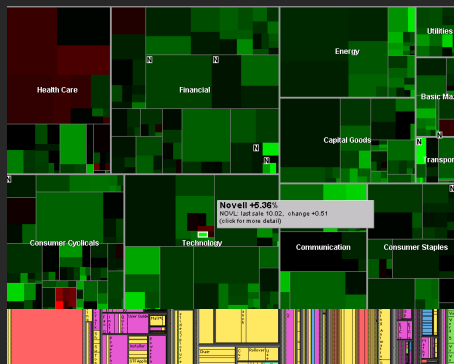 Utilities
Energy
N
N
Health Care
Financial
Basic Ma
Capital Goods
N
N
N
N
Transpor
N
N
Novell +5.36%
NOVL: last sale 10.02, change +0.51
(click for more detail)
Consumer Cyclicals
Technology
Communication
Consumer Staples